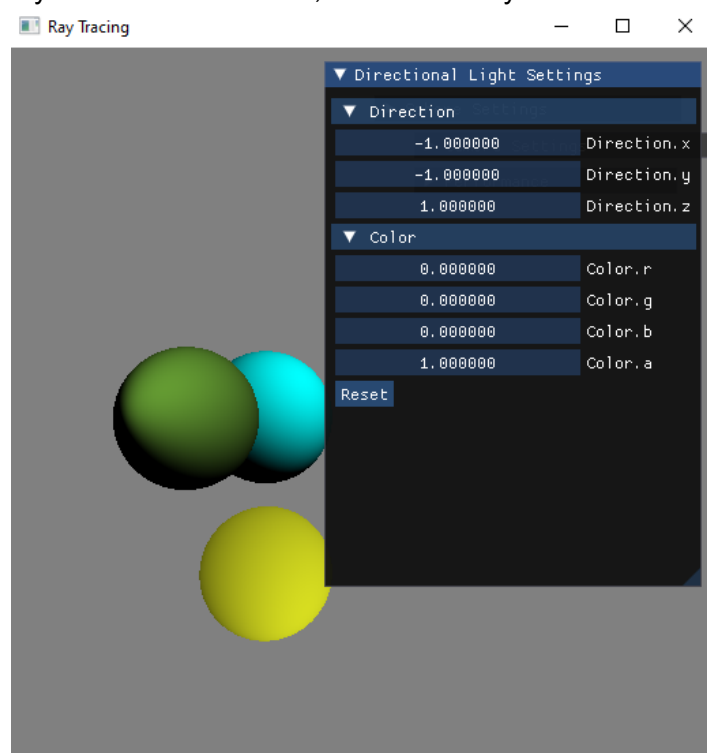 Ray Tracing
Directional Light Settings
Direction
-1.000000 Direction.x
-1.000000 Direction.y
1.000000 Direction.z
Color
0.000000 Color.r
0.000000 Color.g
0.000000 Color.b
1.000000 Color.a
Reset